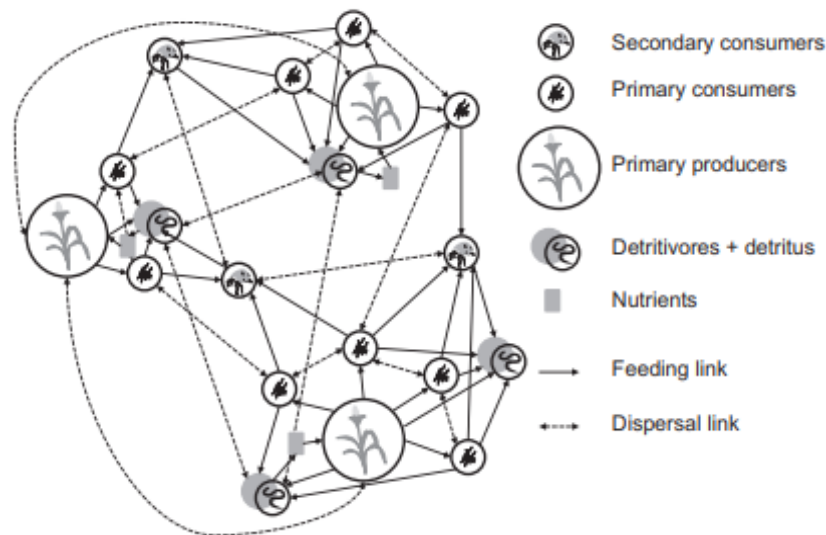 Secondary consumers
Primary consumers
Primary producers
Detritivores + detritus
Nutrients
Feeding link
Dispersal link